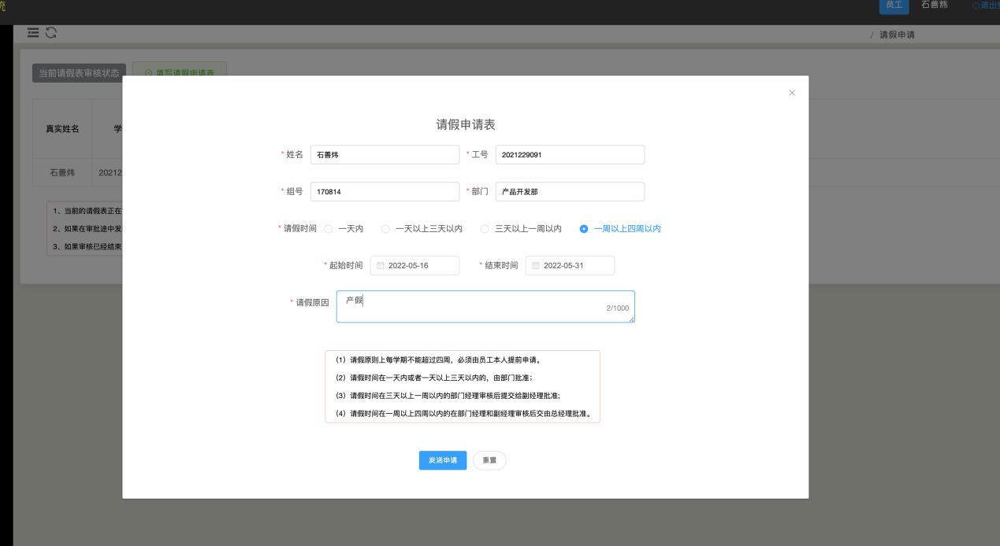 统
员工 石善炜 退出
/ 请假申请
当前请假表审核状态 填写请假申请表
真实姓名 学
石善炜 20212
1、当前的请假表正在
2、如果在审批途中发
3、如果审核已经结束
请假申请表
* 姓名 石善炜 * 工号 2021229091
* 组号 170814 * 部门 产品开发部
* 请假时间 一天内 一天以上三天以内 三天以上一周以内 一周以上四周以内
* 起始时间 2022-05-16 * 结束时间 2022-05-31
* 请假原因 产假 2/1000
（1）请假原则上每学期不能超过四周，必须由员工本人提前申请。
（2）请假时间在一天内或者一天以上三天以内的，由部门批准；
（3）请假时间在三天以上一周以内的部门经理审核后提交给副经理批准;
（4）请假时间在一周以上四周以内的在部门经理和副经理审核后交由总经理批准。
发送申请 重置